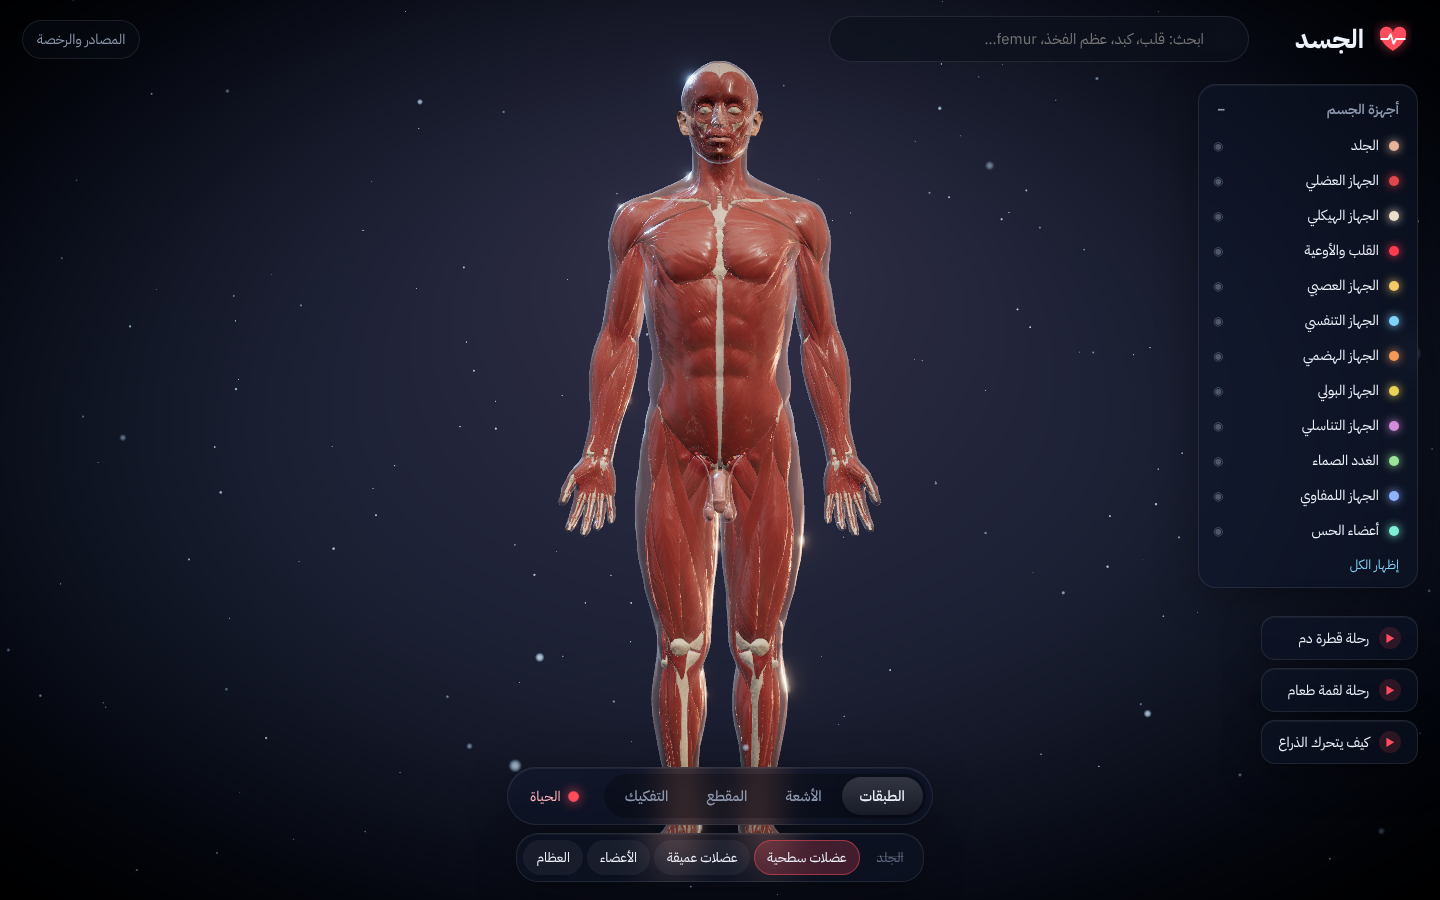 الجسد
ابحث: قلب، كبد، عظم الفخذ، femur...
المصادر والرخصة
أجهزة الجسم
الجلد
الجهاز العضلي
الجهاز الهيكلي
القلب والأوعية
الجهاز العصبي
الجهاز التنفسي
الجهاز الهضمي
الجهاز البولي
الجهاز التناسلي
الغدد الصماء
الجهاز اللمفاوي
أعضاء الحس
إظهار الكل
رحلة قطرة دم
رحلة لقمة طعام
كيف يتحرك الذراع
الطبقات الأشعة المقطع التفكيك الحياة
الجلد عضلات سطحية عضلات عميقة الأعضاء العظام